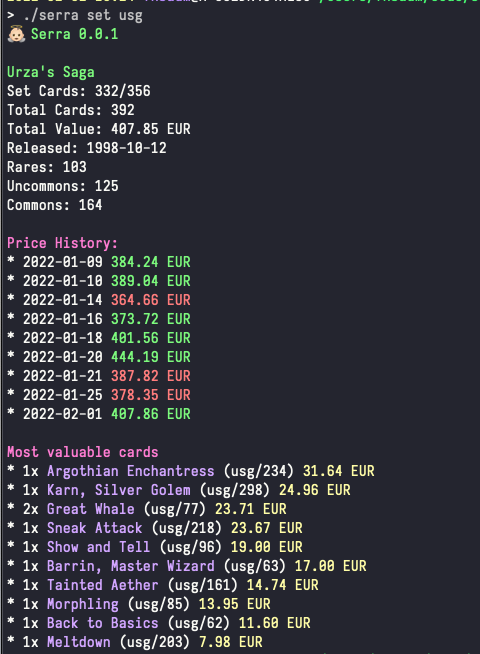 > ./serra set usg
Serra 0.0.1
Urza's Saga
Set Cards: 332/356
Total Cards: 392
Total Value: 407.85 EUR
Released: 1998-10-12
Rares: 103
Uncommons: 125
Commons: 164
Price History:
* 2022-01-09 384.24 EUR
* 2022-01-10 389.04 EUR
* 2022-01-14 364.66 EUR
* 2022-01-16 373.72 EUR
* 2022-01-18 401.56 EUR
* 2022-01-20 444.19 EUR
* 2022-01-21 387.82 EUR
* 2022-01-25 378.35 EUR
* 2022-02-01 407.86 EUR
Most valuable cards
* 1x Argothian Enchantress (usg/234) 31.64 EUR
* 1x Karn, Silver Golem (usg/298) 24.96 EUR
* 2x Great Whale (usg/77) 23.71 EUR
* 1x Sneak Attack (usg/218) 23.67 EUR
* 1x Show and Tell (usg/96) 19.00 EUR
* 1x Barrin, Master Wizard (usg/63) 17.00 EUR
* 1x Tainted Aether (usg/161) 14.74 EUR
* 1x Morphling (usg/85) 13.95 EUR
* 1x Back to Basics (usg/62) 11.60 EUR
* 1x Meltdown (usg/203) 7.98 EUR